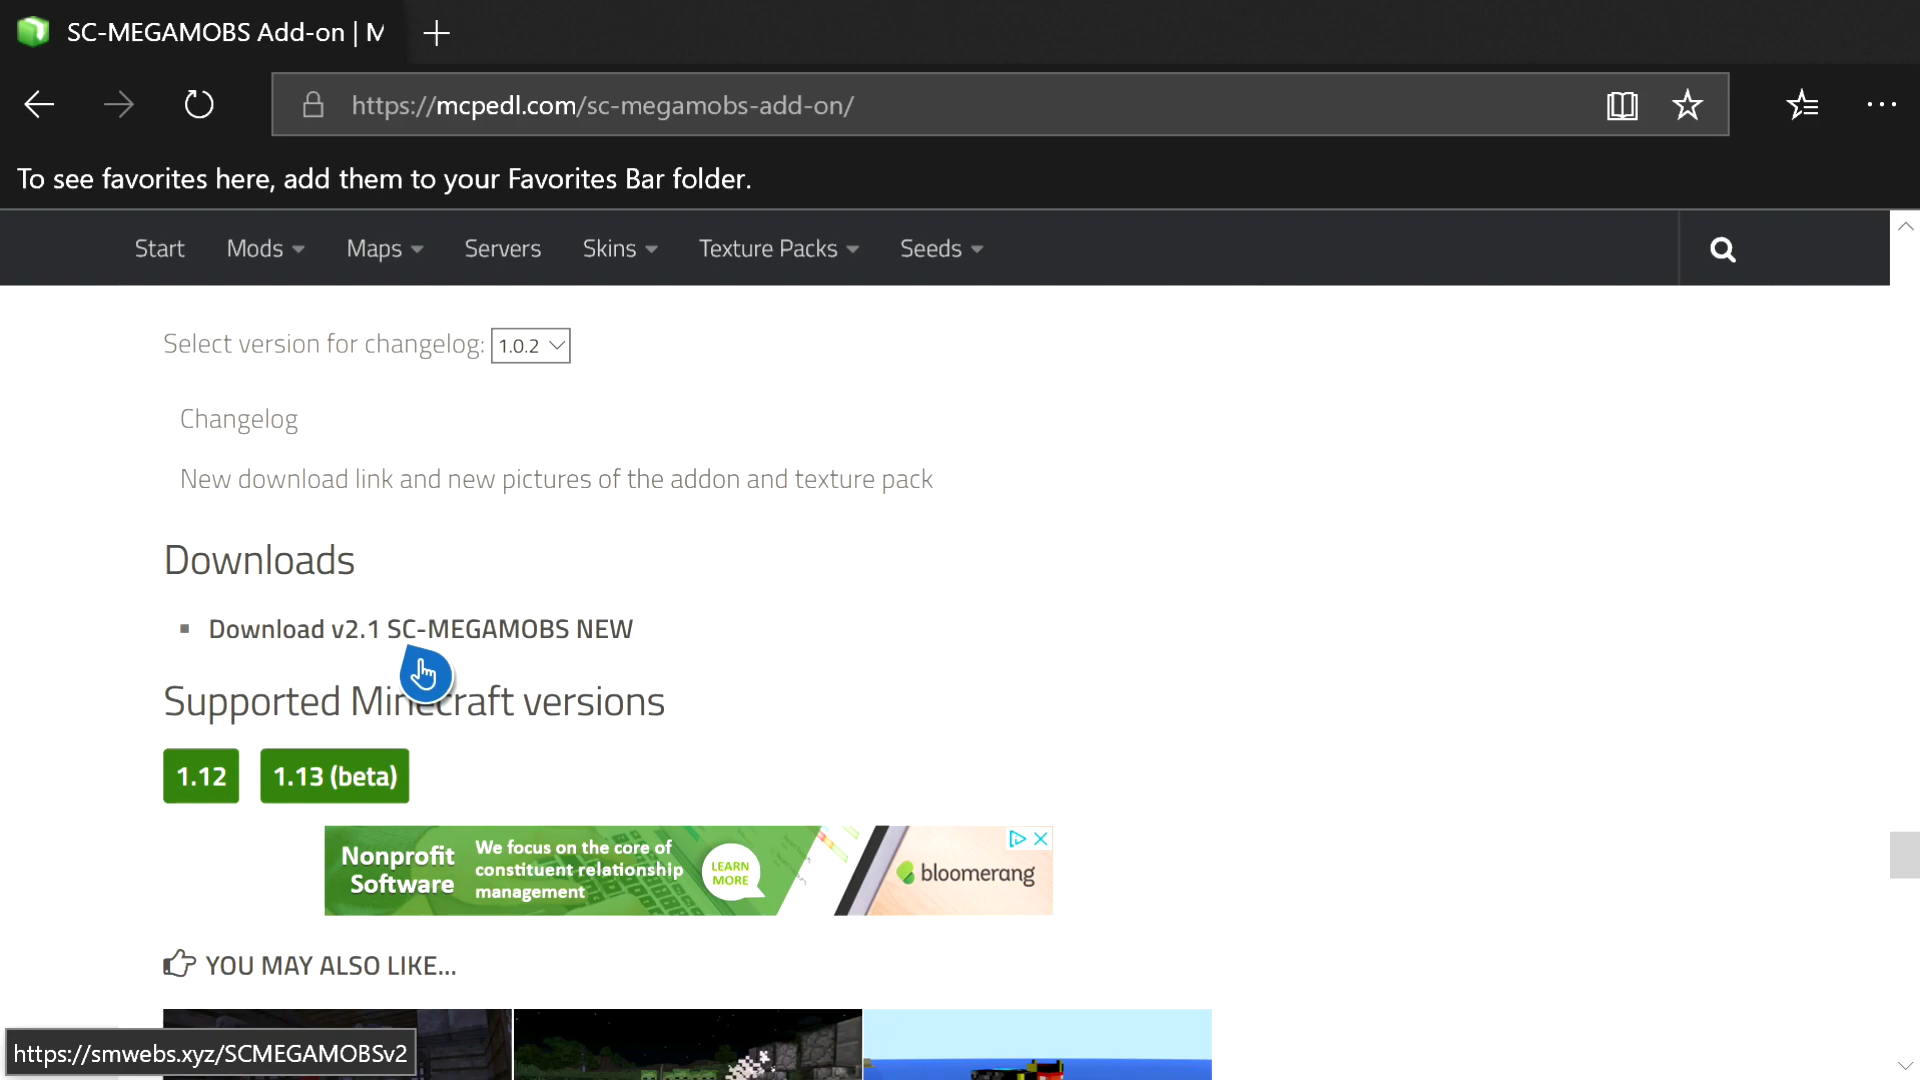 SC-MEGAMOBS Add-on | M
https://mcpedl.com/sc-megamobs-add-on/
To see favorites here, add them to your Favorites Bar folder.
Start Mods Maps Servers Skins Texture Packs Seeds
Select version for changelog: 1.0.2
Changelog
New download link and new pictures of the addon and texture pack
Downloads
▪ Download v2.1 SC-MEGAMOBS NEW
Supported Minecraft versions
1.12 1.13 (beta)
Nonprofit Software
We focus on the core of
constituent relationship
management
LEARN
MORE
bloomerang
YOU MAY ALSO LIKE...
https://smwebs.xyz/SCMEGAMOBSv2